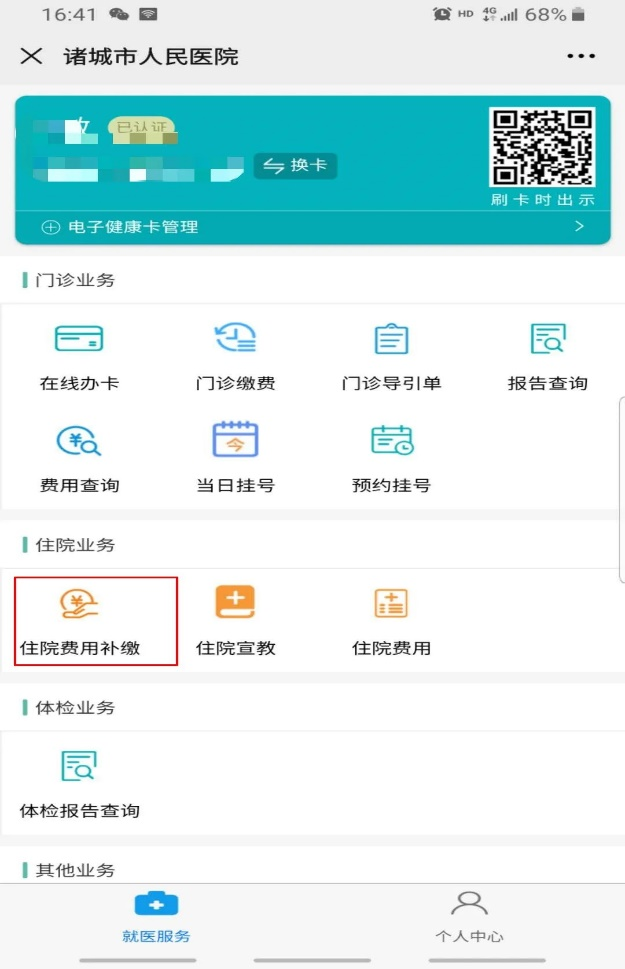 16:41 HD 4G 68%
诸城市人民医院
已认证
换卡
刷卡时出示
电子健康卡管理
门诊业务
在线办卡 门诊缴费 门诊导引单 报告查询
今
费用查询 当日挂号 预约挂号
住院业务
住院费用补缴 住院宣教 住院费用
体检业务
体检报告查询
其他业务
就医服务 个人中心